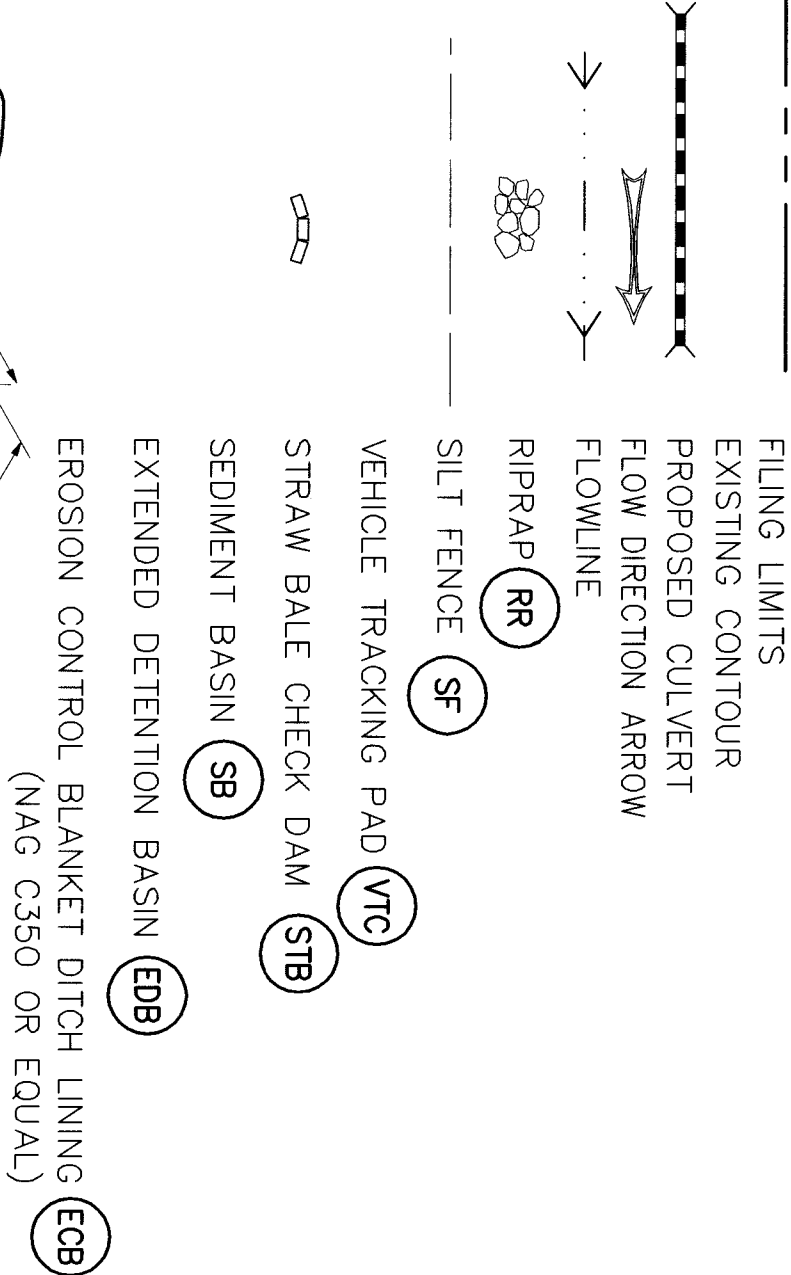 FILING LIMITS
EXISTING CONTOUR
PROPOSED CULVERT
FLOW DIRECTION ARROW
FLOWLINE
RIPRAP RR
SILT FENCE SF
VEHICLE TRACKING PAD VTC
STRAW BALE CHECK DAM STB
SEDIMENT BASIN SB
EXTENDED DETENTION BASIN EDB
EROSION CONTROL BLANKET DITCH LINING ECB
(NAG C350 OR EQUAL)